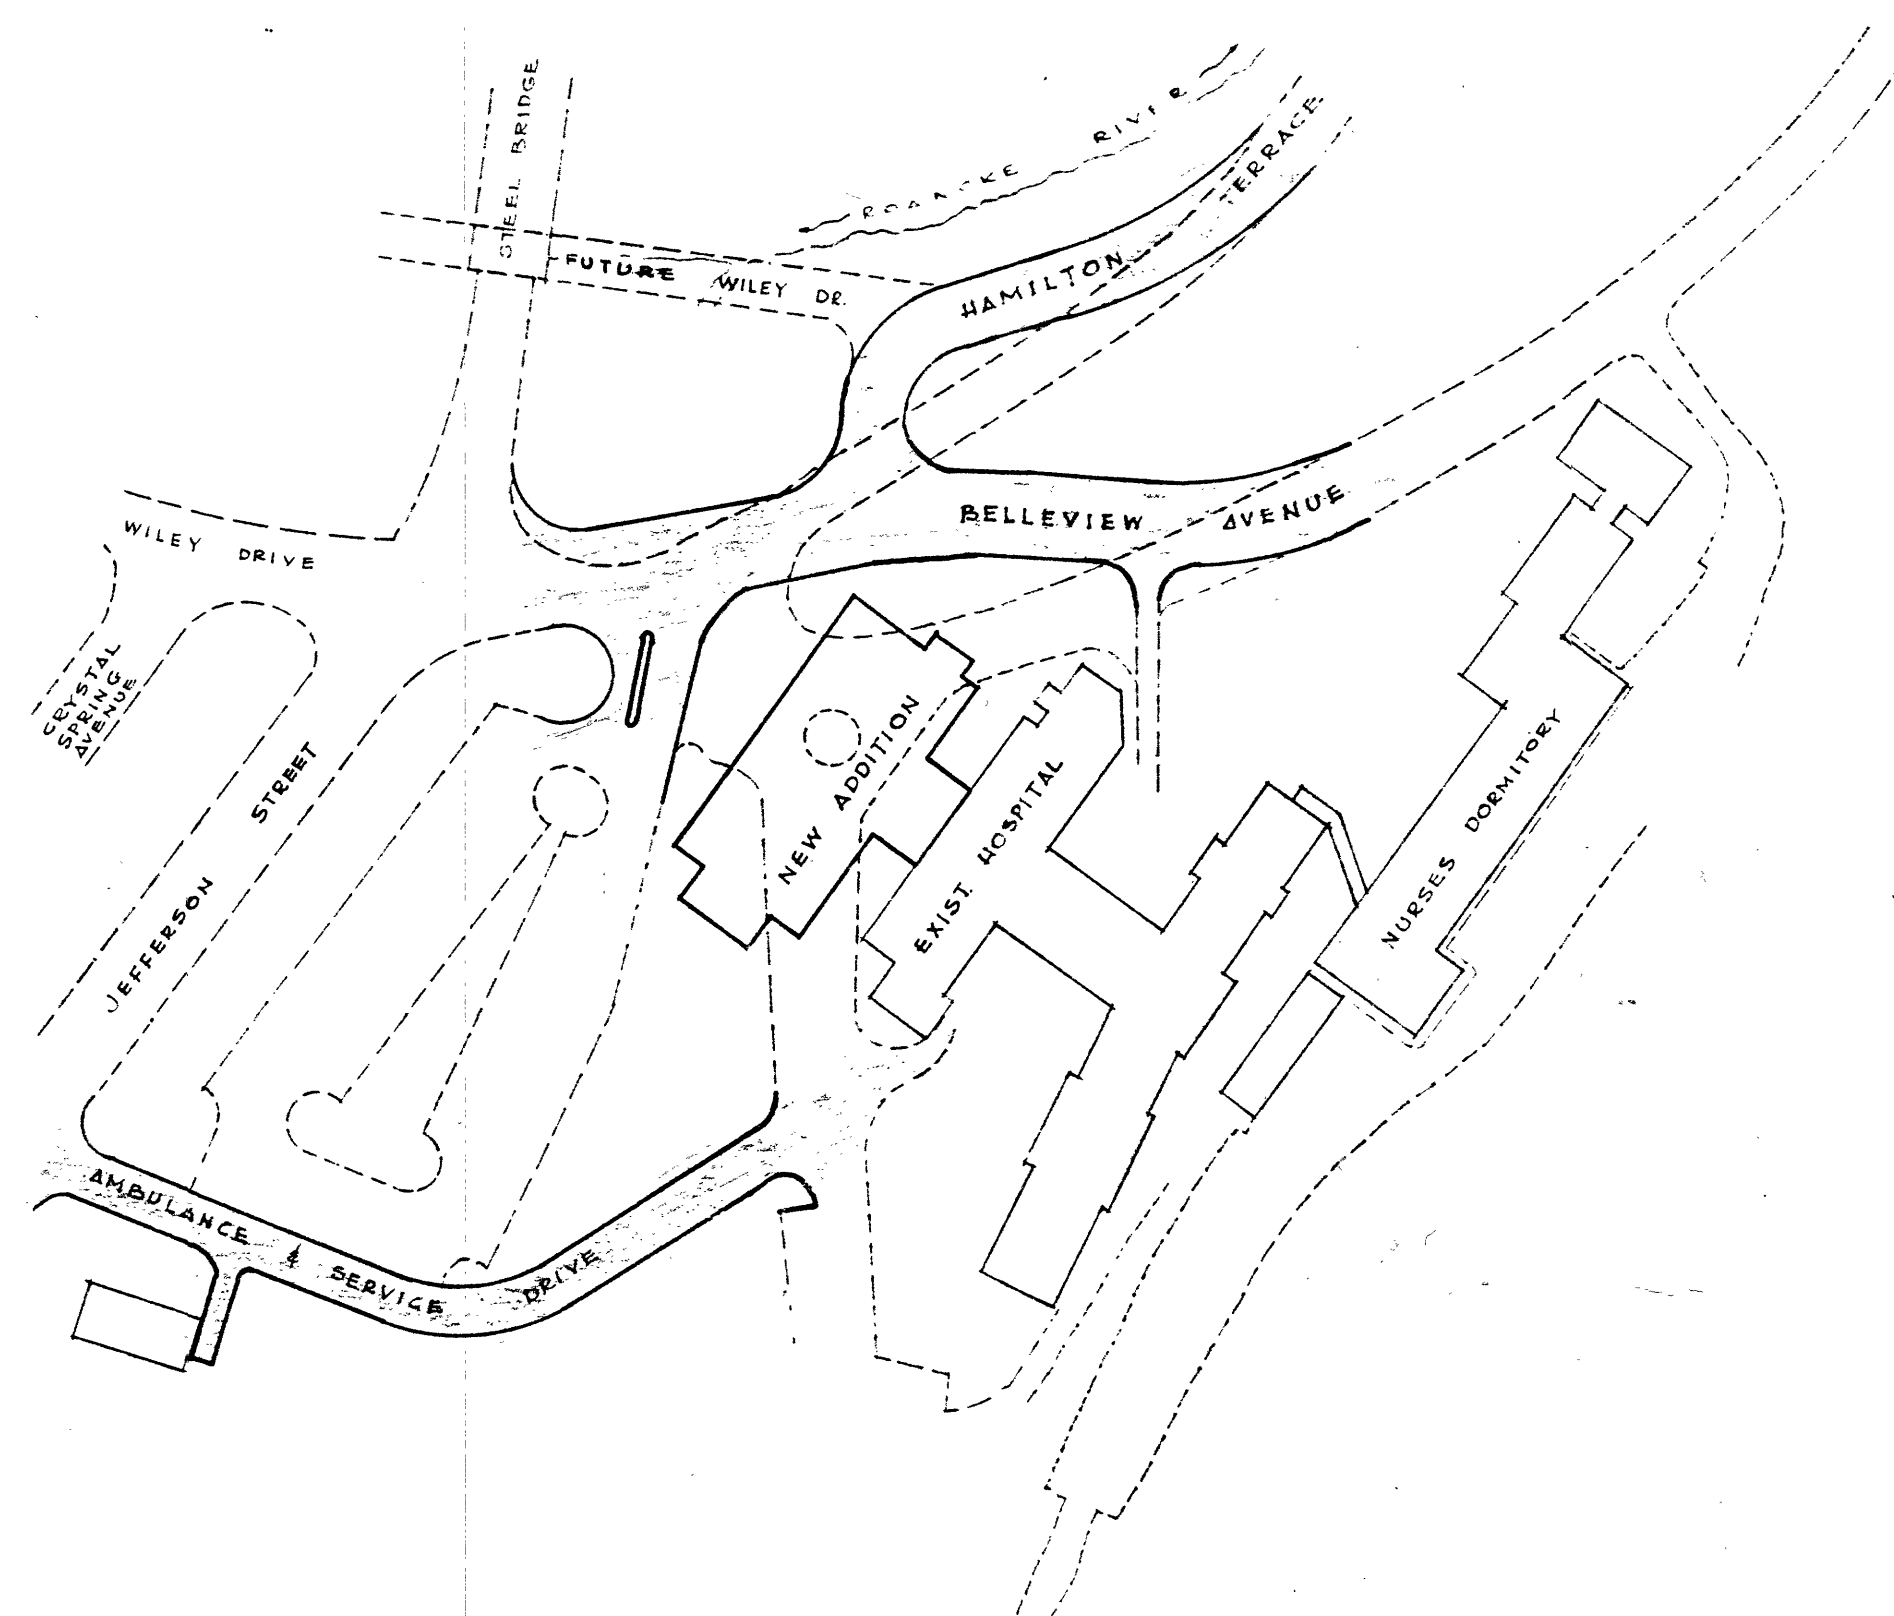 STEEL BRIDGE
ROANOKE RIVER
HAMILTON TERRACE
FUTURE WILEY DR.
BELLEVIEW AVENUE
WILEY DRIVE
CRYSTAL
SPRING
AVENUE
JEFFERSON STREET
NEW ADDITION
EXIST. HOSPITAL
NURSES DORMITORY
AMBULANCE & SERVICE DRIVE